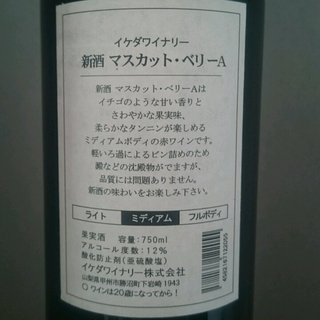 イケダワイナリー
新酒 マスカット・ベリーA
新酒 マスカット・ベリーAは
イチゴのような甘い香りと
さわやかな果実味、
柔らかなタンニンが楽しめる
ミディアムボディの赤ワインです。
軽いろ過によるビン詰めのため
澱などの沈殿物がでますが、
品質には問題ありません。
新酒の味わいをお楽しみ下さい。
ライト ミディアム フルボディ
果実酒 容量:750ml
アルコール度数:12%
酸化防止剤(亜硫酸塩)
イケダワイナリー株式会社
山梨県甲州市勝沼町下岩崎 1943
○ワインは20歳になってから!